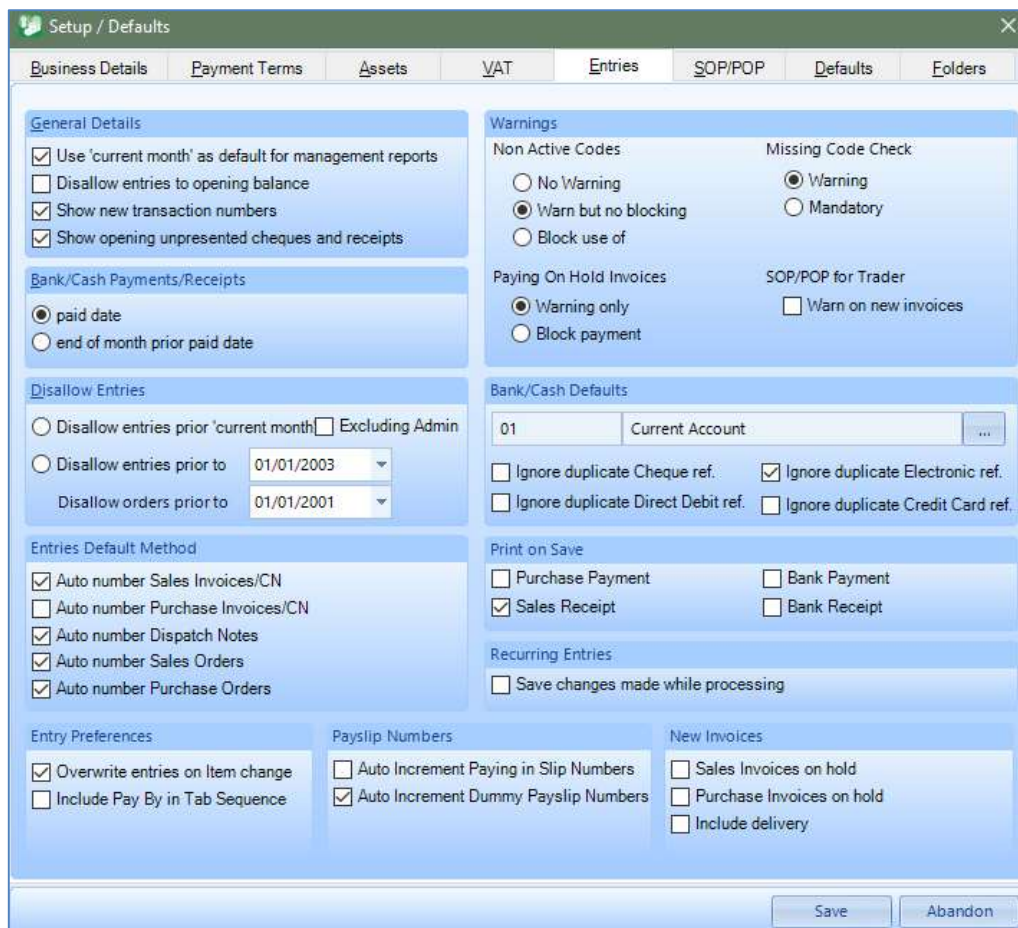 Setup / Defaults
Business Details Payment Terms Assets VAT Entries SOP/POP Defaults Folders
General Details
Use 'current month' as default for management reports
Disallow entries to opening balance
Show new transaction numbers
Show opening unpresented cheques and receipts
Bank/Cash Payments/Receipts
paid date
end of month prior paid date
Disallow Entries
Disallow entries prior 'current month Excluding Admin
Disallow entries prior to 01/01/2003
Disallow orders prior to 01/01/2001
Entries Default Method
Auto number Sales Invoices/CN
Auto number Purchase Invoices/CN
Auto number Dispatch Notes
Auto number Sales Orders
Auto number Purchase Orders
Warnings
Non Active Codes Missing Code Check
No Warning Warning
Warn but no blocking Mandatory
Block use of
Paying On Hold Invoices SOP/POP for Trader
Warning only Warn on new invoices
Block payment
Bank/Cash Defaults
01 Current Account ...
Ignore duplicate Cheque ref. Ignore duplicate Electronic ref.
Ignore duplicate Direct Debit ref. Ignore duplicate Credit Card ref.
Print on Save
Purchase Payment Bank Payment
Sales Receipt Bank Receipt
Recurring Entries
Save changes made while processing
Entry Preferences
Overwrite entries on Item change
Include Pay By in Tab Sequence
Payslip Numbers
Auto Increment Paying in Slip Numbers
Auto Increment Dummy Payslip Numbers
New Invoices
Sales Invoices on hold
Purchase Invoices on hold
Include delivery
Save Abandon